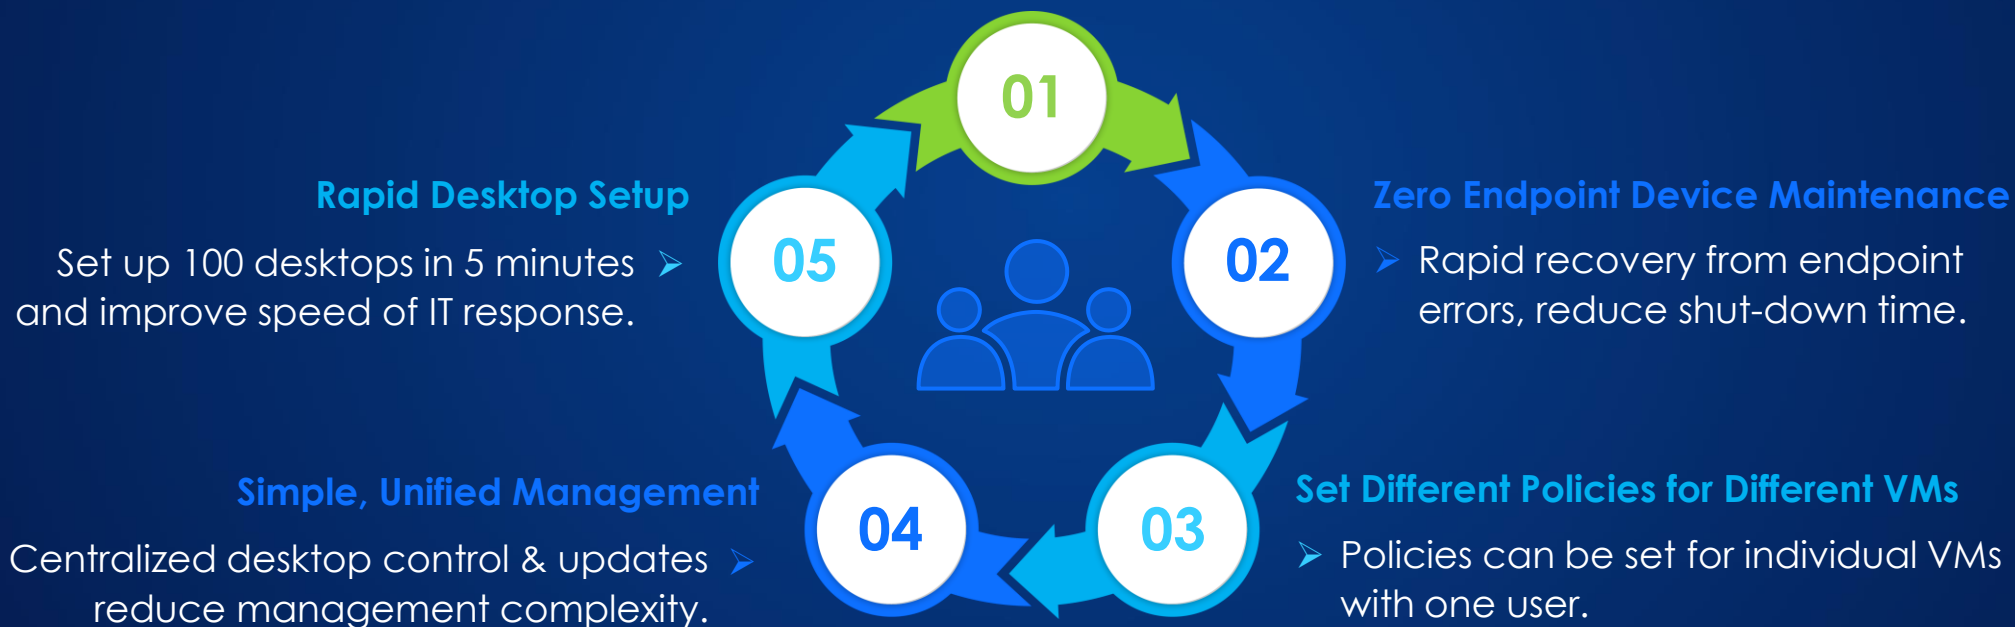 01
Rapid Desktop Setup
Set up 100 desktops in 5 minutes
and improve speed of IT response.
05
02
Zero Endpoint Device Maintenance
Rapid recovery from endpoint
errors, reduce shut-down time.
Simple, Unified Management
Centralized desktop control & updates
reduce management complexity.
04
03
Set Different Policies for Different VMs
Policies can be set for individual VMs
with one user.